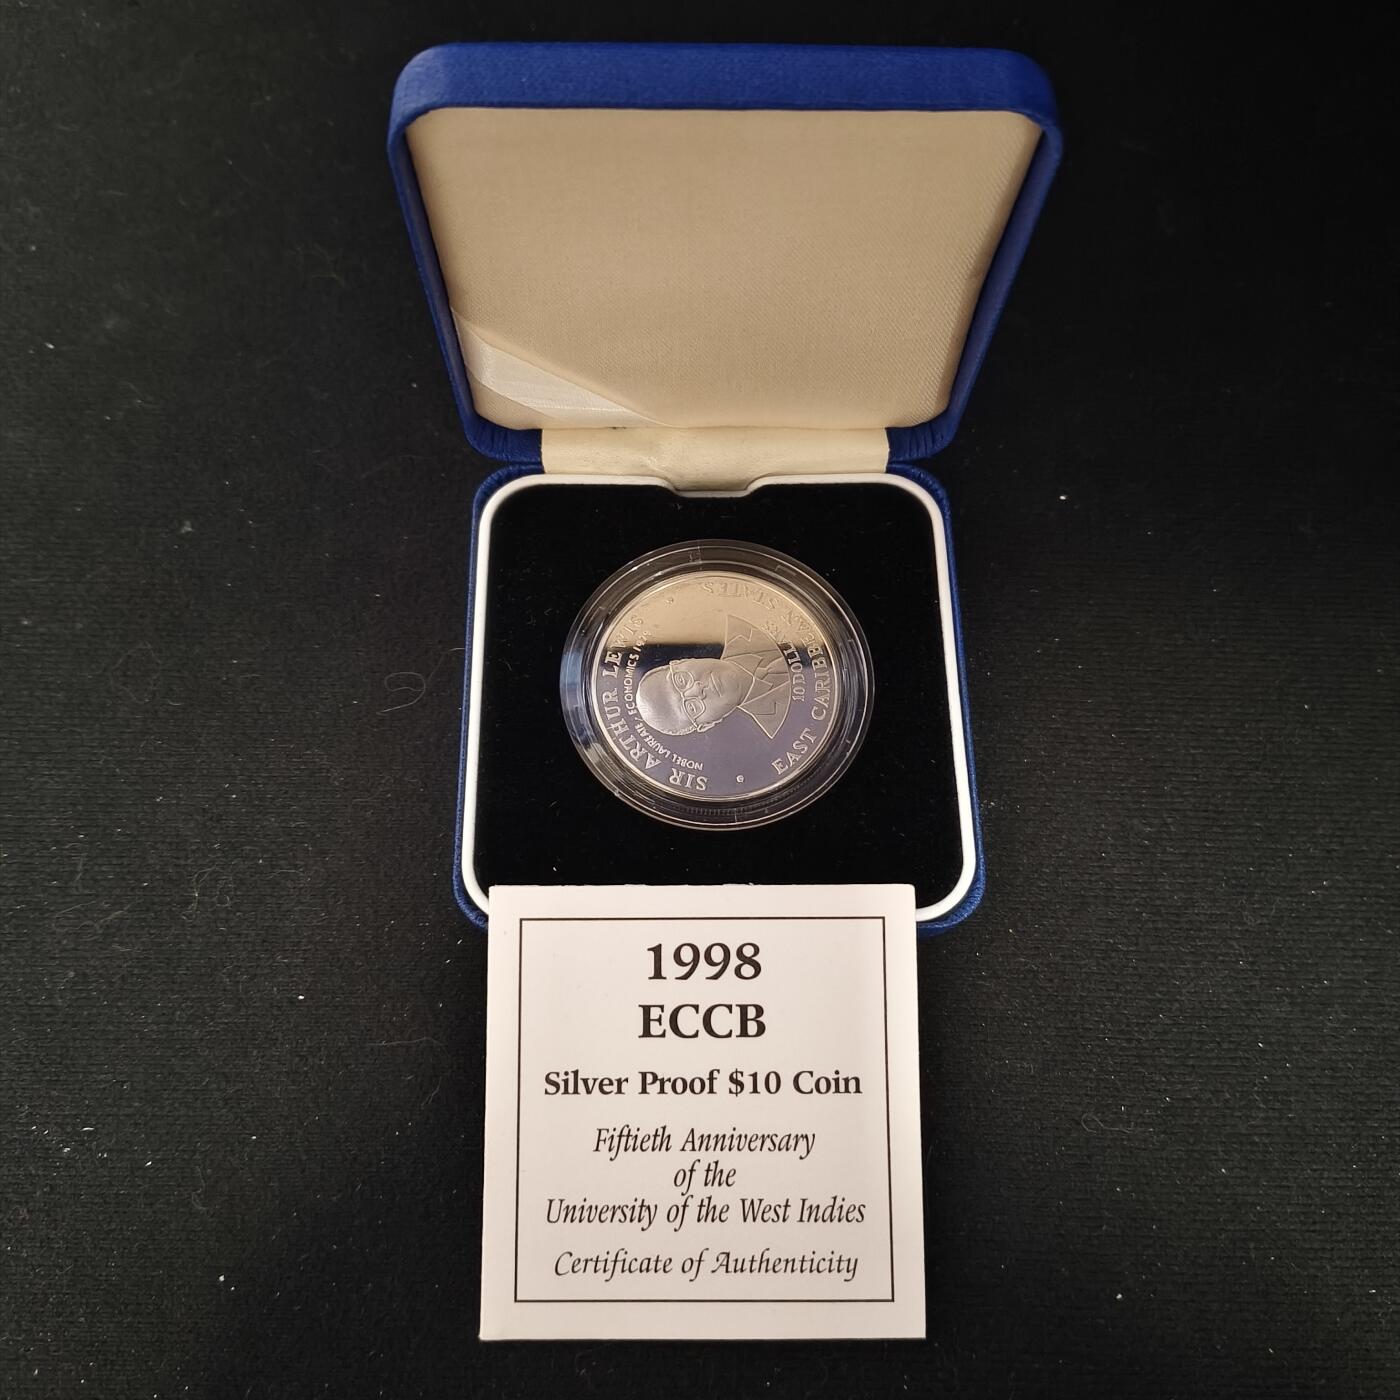 SIR ARTHUR LEWIS
NOBEL LAUREATE / ECONOMICS 1979
10 DOLLARS
EAST CARIBBEAN STATES
1998
ECCB
Silver Proof $10 Coin
Fiftieth Anniversary
of the
University of the West Indies
Certificate of Authenticity